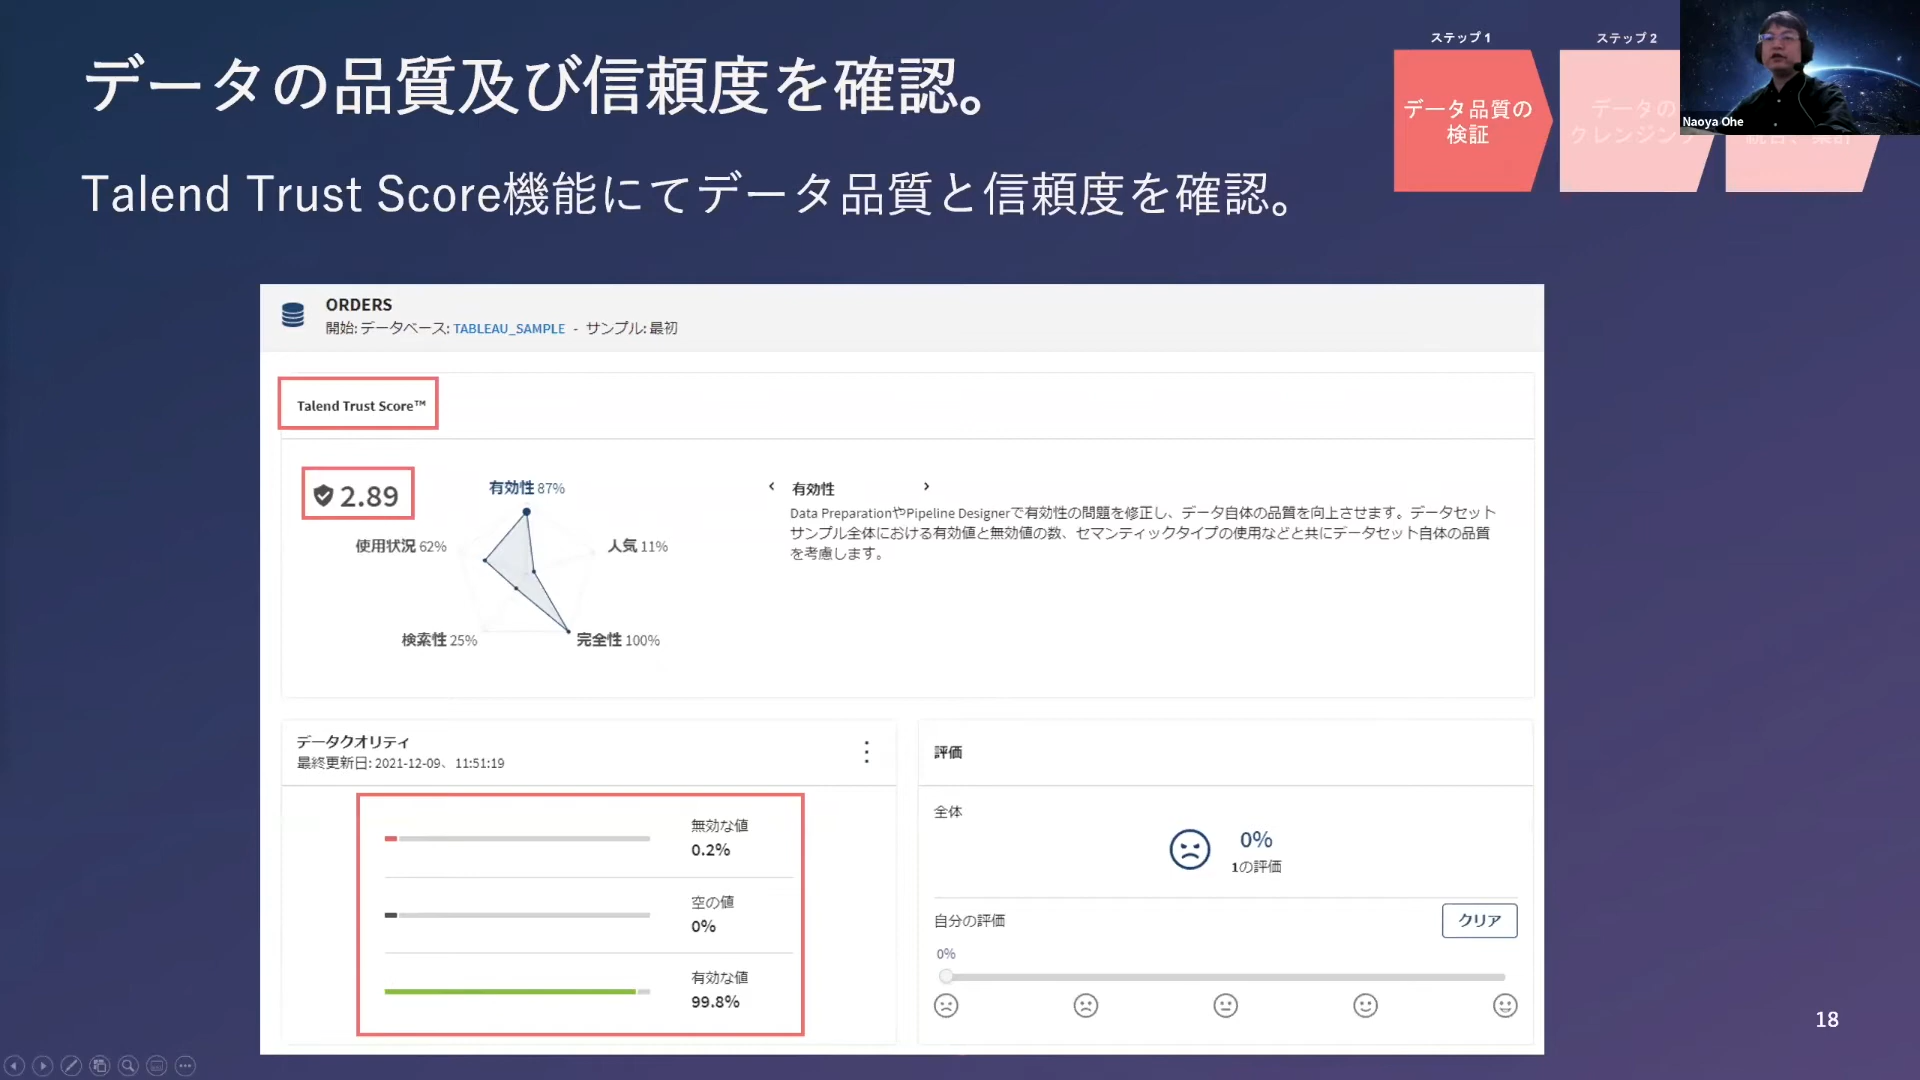 データの品質及び信頼度を確認。
Talend Trust Score機能にてデータ品質と信頼度を確認。
ステップ 1
データ品質の
検証
ステップ 2
データの
クレンジング
Naoya Ohe
ORDERS
開始: データベース: TABLEAU_SAMPLE - サンプル: 最初
Talend Trust Score™
2.89
有効性 87%
使用状況 62%
人気 11%
検索性 25%
完全性 100%
有効性
Data PreparationやPipeline Designerで有効性の問題を修正し、データ自体の品質を向上させます。データセット
サンプル全体における有効値と無効値の数、セマンティックタイプの使用などと共にデータセット自体の品質
を考慮します。
データクオリティ
最終更新日: 2021-12-09、11:51:19
無効な値
0.2%
空の値
0%
有効な値
99.8%
評価
全体
0%
1の評価
自分の評価
クリア
0%
18